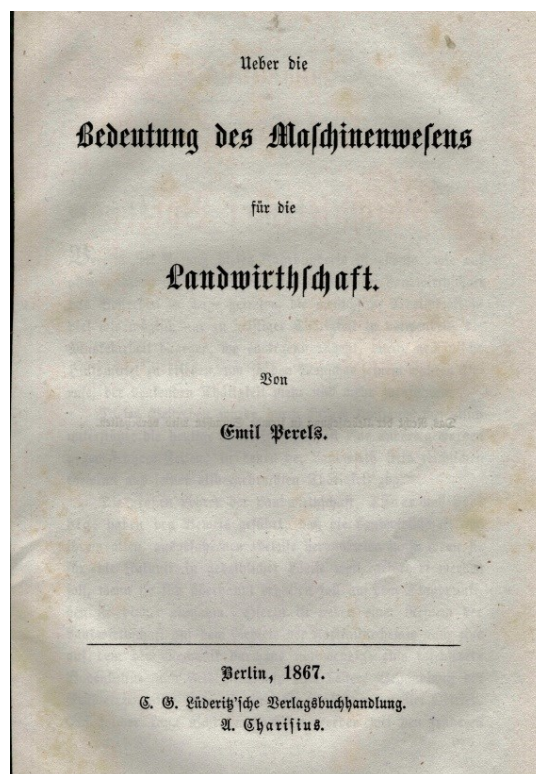 Ueber die
Bedeutung des Maſchinenweſens
für die
Landwirthſchaft.
Von
Emil Perels.
Berlin, 1867.
C. G. Lüderitz'ſche Verlagsbuchhandlung.
A. Chariſius.